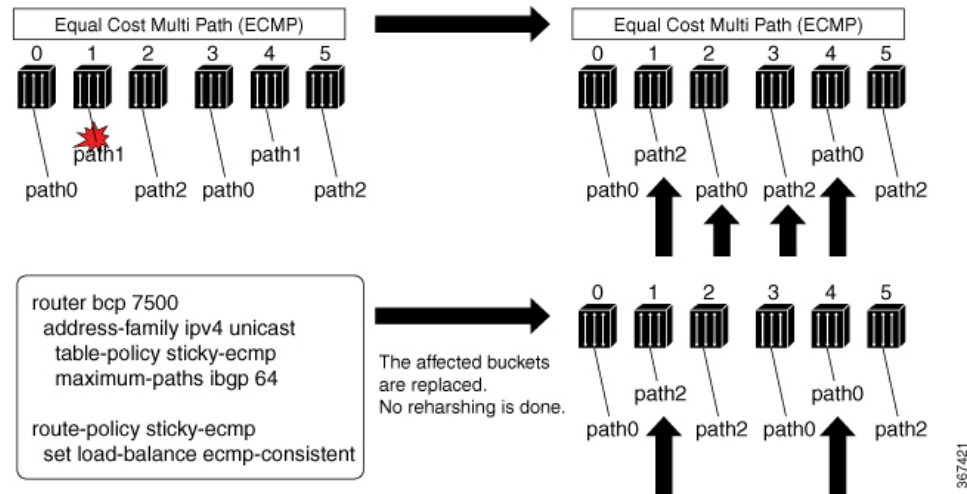 Equal Cost Multi Path (ECMP)
0 1 2 3 4 5
path1 path1
path0 path2 path0 path2
Equal Cost Multi Path (ECMP)
0 1 2 3 4 5
path2 path0
path0 path0 path2 path2
router bcp 7500
address-family ipv4 unicast
table-policy sticky-ecmp
maximum-paths ibgp 64
route-policy sticky-ecmp
set load-balance ecmp-consistent
The affected buckets
are replaced.
No reharshing is done.
0 1 2 3 4 5
path2 path0
path0 path2 path0 path2
367421